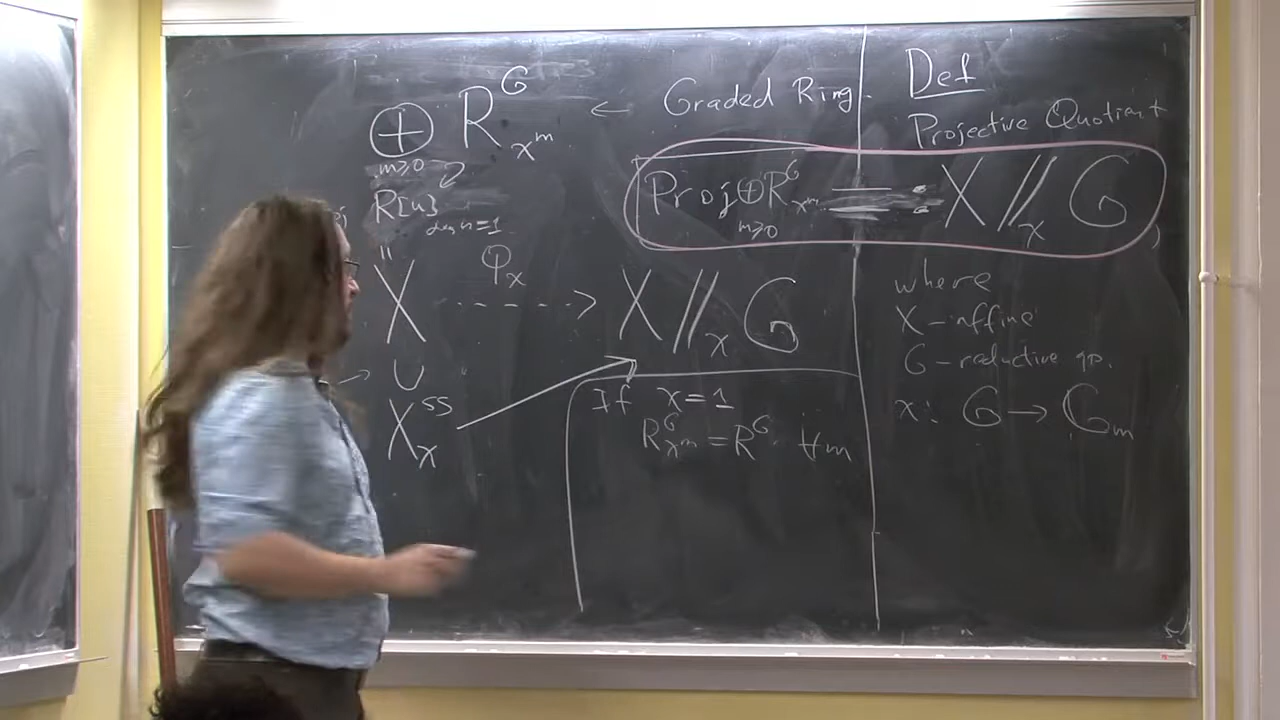 ⊕ R^G_{χ^m} ← Graded Ring
m≥0
R[u]
deg u=1
"
X ---φ_χ---> X //_χ G
∪
X^{ss}_χ
If χ=1
R^G_{χ^m} = R^G ∀m
Def
Projective Quotient
Proj ⊕ R^G_{χ^m} =: X //_χ G
m≥0
where
X – affine
G – reductive gp.
χ: G → G_m